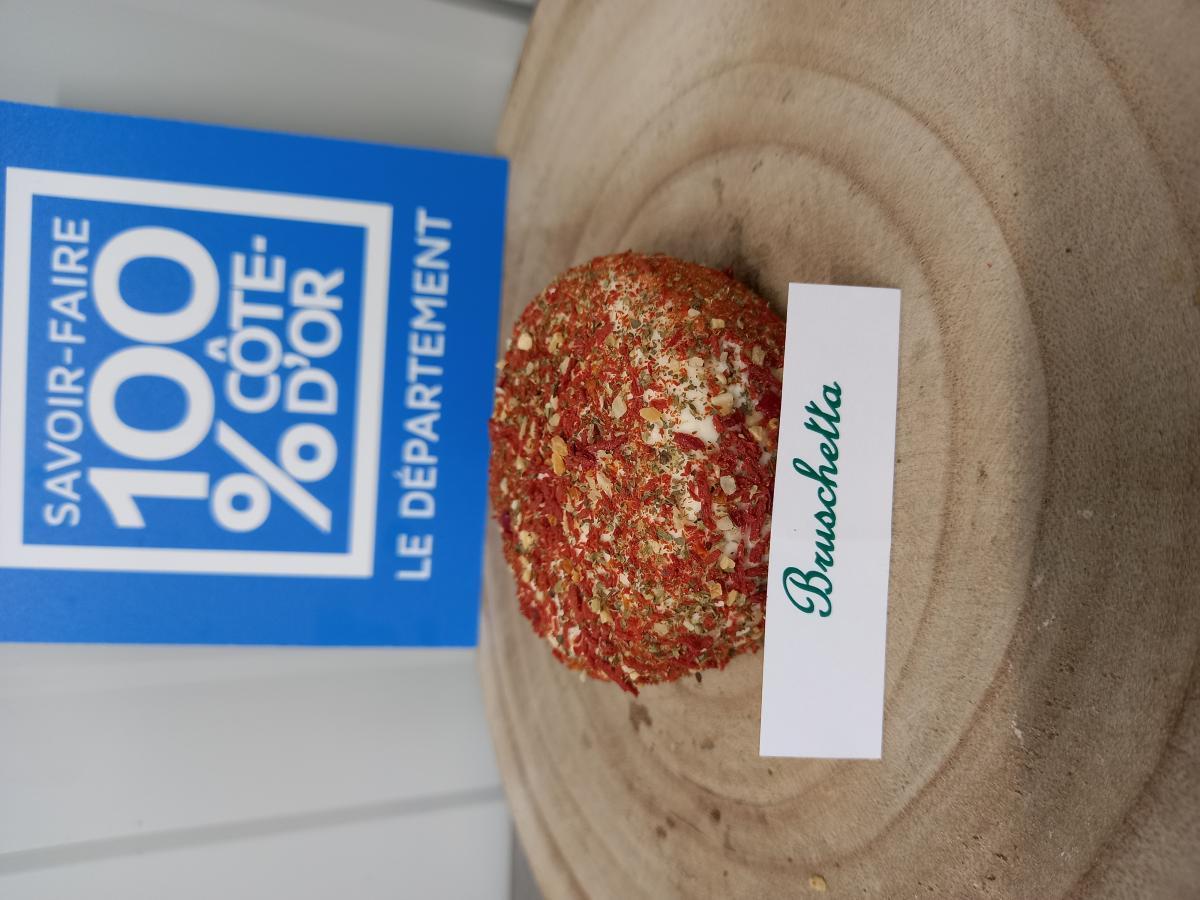 SAVOIR-FAIRE
100
% CÔTE-
D'OR
LE DÉPARTEMENT
Bruschetta